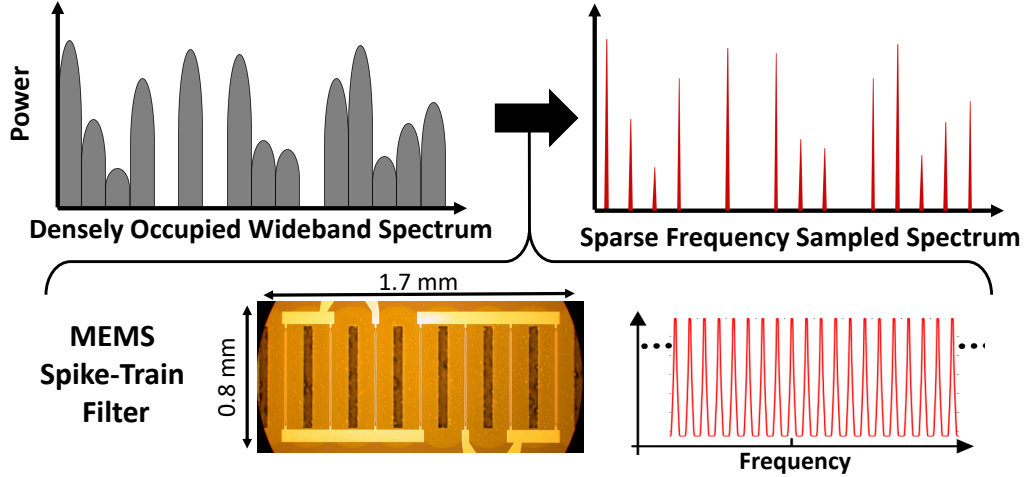 Power
Densely Occupied Wideband Spectrum
Sparse Frequency Sampled Spectrum
MEMS
Spike-Train
Filter
1.7 mm
0.8 mm
Frequency